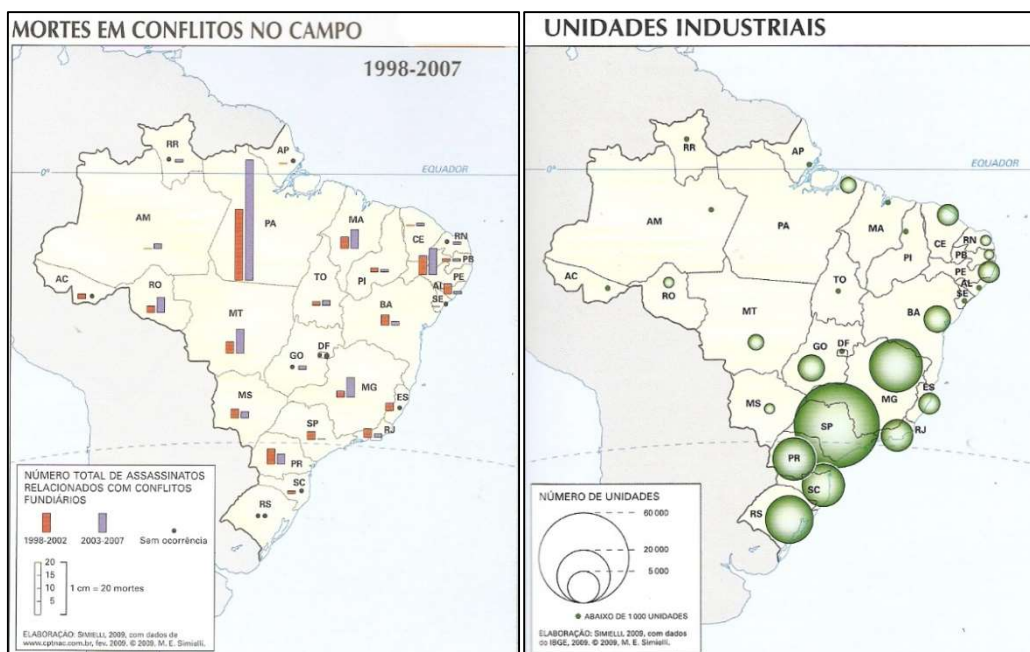 MORTES EM CONFLITOS NO CAMPO
1998-2007
RR
AP
0°
EQUADOR
AM
PA
MA
CE
RN
PB
PE
AL
SE
PI
TO
AC
RO
MT
BA
GO
DF
MG
ES
MS
SP
RJ
PR
SC
RS
NÚMERO TOTAL DE ASSASSINATOS
RELACIONADOS COM CONFLITOS
FUNDIÁRIOS
1998-2002
2003-2007
Sem ocorrência
20
15
10
5
0
1 cm = 20 mortes
ELABORAÇÃO: SIMIELLI, 2009, com dados de
www.cptnac.com.br, fev. 2009. © 2009, M. E. Simielli.
UNIDADES INDUSTRIAIS
RR
AP
0°
EQUADOR
AM
PA
MA
CE
RN
PB
PE
AL
SE
PI
TO
AC
RO
MT
BA
GO
DF
MG
ES
MS
SP
RJ
PR
SC
RS
NÚMERO DE UNIDADES
60 000
20 000
5 000
ABAIXO DE 1 000 UNIDADES
ELABORAÇÃO: SIMIELLI, 2009, com dados
do IBGE, 2009. © 2009, M. E. Simielli.